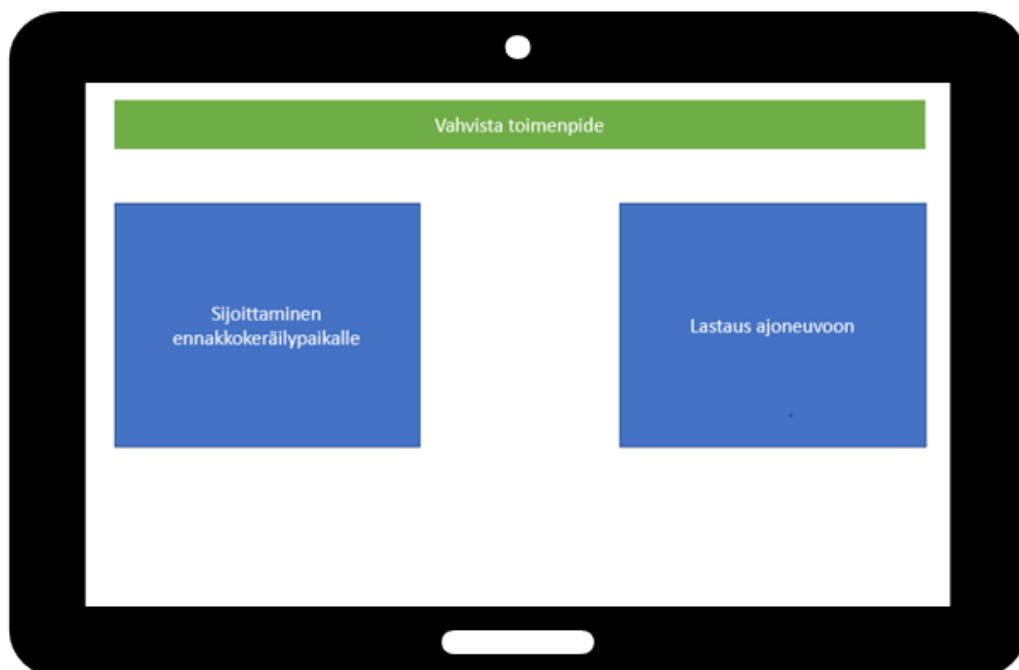 Vahvista toimenpide
Sijoittaminen
ennakkokeräilypaikalle
Lastaus ajoneuvoon